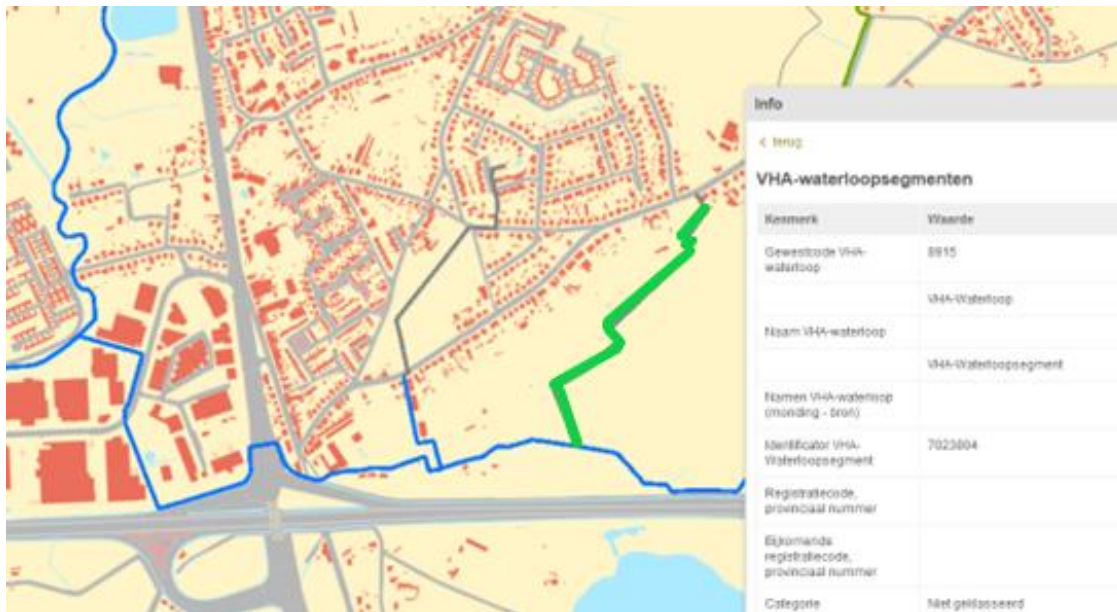 Info
< terug
VHA-waterloopsegmenten
Kenmerk Waarde
Gewestcode VHA-
waterloop
8915
VHA-Waterloop
Naam VHA-waterloop
VHA-Waterloopsegment
Namen VHA-waterloop
(monding - bron)
Identificator VHA-
Waterloopsegment
7023804
Registratiecode,
provinciaal nummer
Bijkomende
registratiecode,
provinciaal nummer
Categorie Niet geklasseerd